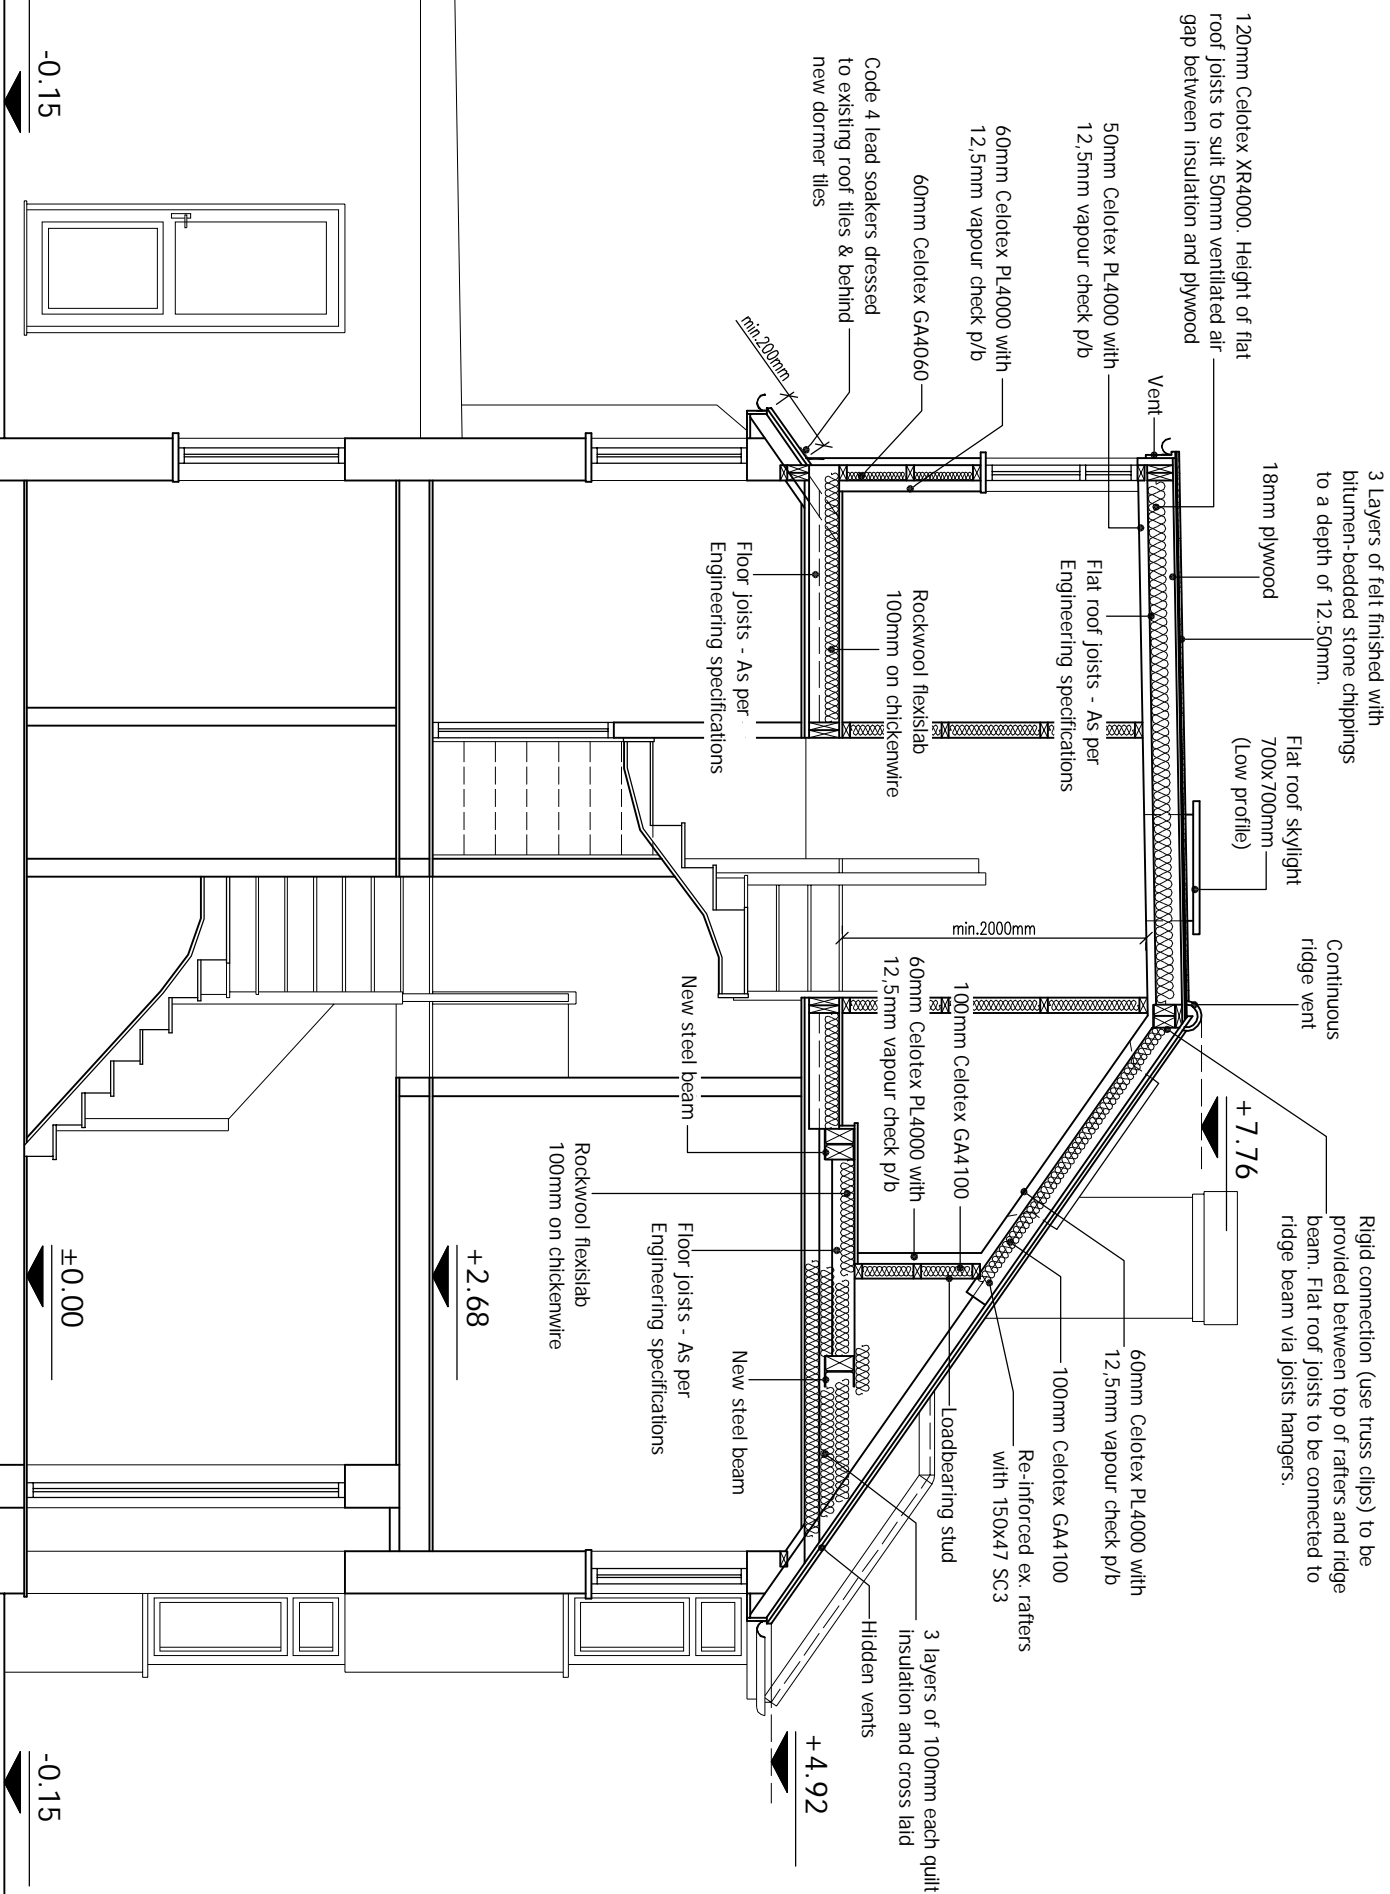 3 Layers of felt finished with
bitumen-bedded stone chippings
to a depth of 12.50mm.
18mm plywood
120mm Celotex XR4000. Height of flat
roof joists to suit 50mm ventilated air
gap between insulation and plywood
Vent
50mm Celotex PL4000 with
12,5mm vapour check p/b
60mm Celotex PL4000 with
12,5mm vapour check p/b
60mm Celotex GA4060
Code 4 lead soakers dressed
to existing roof tiles & behind
new dormer tiles
min.200mm
Flat roof skylight
700x700mm
(Low profile)
Continuous
ridge vent
+7.76
Rigid connection (use truss clips) to be
provided between top of rafters and ridge
beam. Flat roof joists to be connected to
ridge beam via joists hangers.
Flat roof joists - As per
Engineering specifications
Rockwool flexislab
100mm on chickenwire
Floor joists - As per
Engineering specifications
min.2000mm
100mm Celotex GA4100
60mm Celotex PL4000 with
12,5mm vapour check p/b
New steel beam
60mm Celotex PL4000 with
12,5mm vapour check p/b
100mm Celotex GA4100
Re-inforced ex. rafters
with 150x47 SC3
Loadbearing stud
3 layers of 100mm each quilt
insulation and cross laid
Hidden vents
+4.92
New steel beam
Floor joists - As per
Engineering specifications
Rockwool flexislab
100mm on chickenwire
+2.68
±0.00
-0.15
-0.15